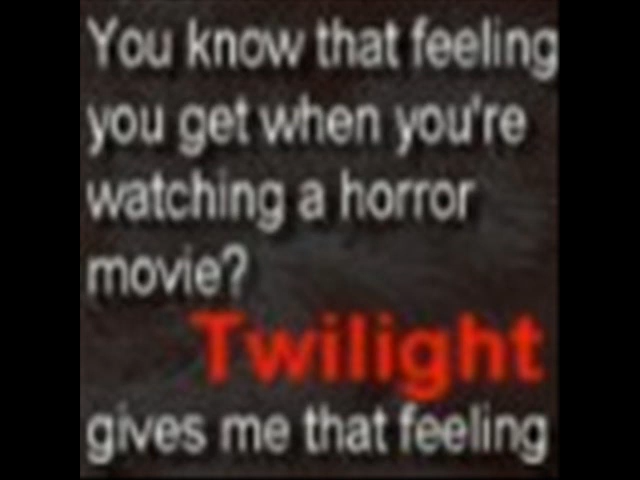 You know that feeling
you get when you're
watching a horror
movie?
Twilight
gives me that feeling